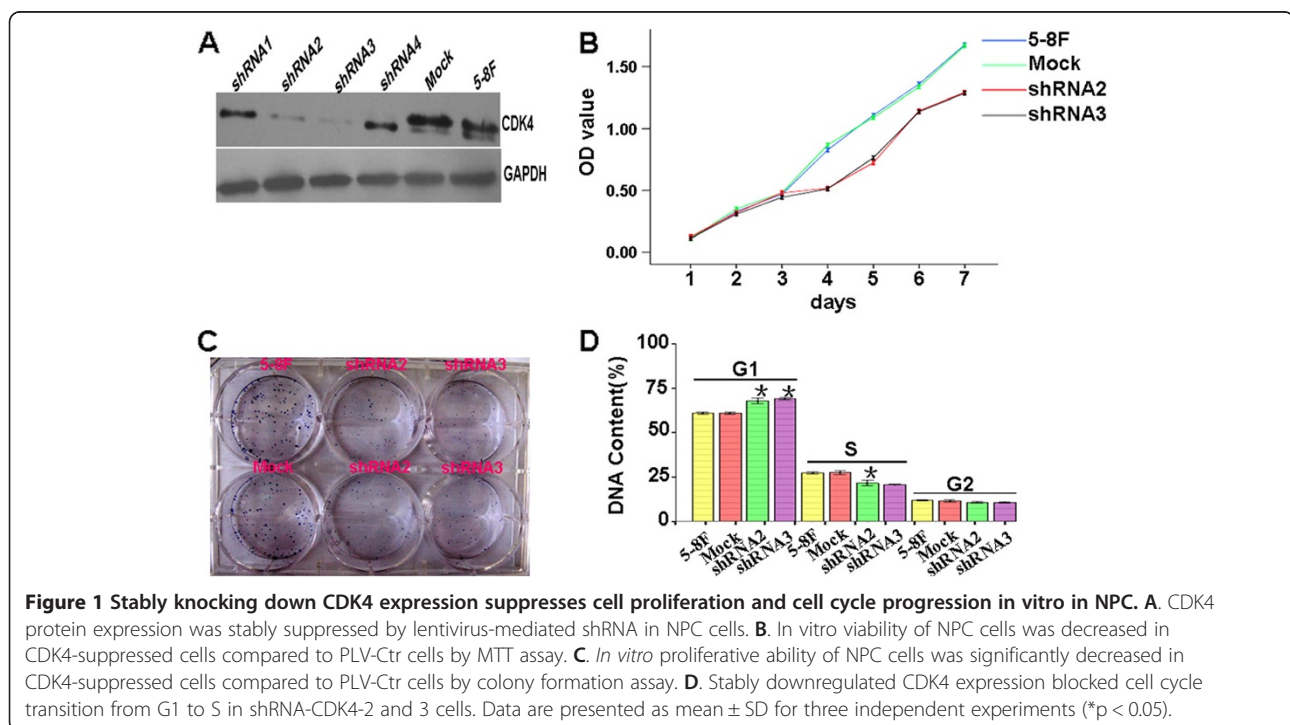 A
shRNA1
shRNA2
shRNA3
shRNA4
Mock
5-8F
CDK4
GAPDH
B
5-8F
Mock
shRNA2
shRNA3
OD value
1.50
1.00
0.50
0.00
1 2 3 4 5 6 7
days
C
5-8F shRNA2 shRNA3
Mock shRNA2 shRNA3
D
DNA Content(%)
100
75
50
25
0
G1
* *
S
*
G2
5-8F Mock shRNA2 shRNA3 5-8F Mock shRNA2 shRNA3 5-8F Mock shRNA2 shRNA3
Figure 1 Stably knocking down CDK4 expression suppresses cell proliferation and cell cycle progression in vitro in NPC. A. CDK4
protein expression was stably suppressed by lentivirus-mediated shRNA in NPC cells. B. In vitro viability of NPC cells was decreased in
CDK4-suppressed cells compared to PLV-Ctr cells by MTT assay. C. In vitro proliferative ability of NPC cells was significantly decreased in
CDK4-suppressed cells compared to PLV-Ctr cells by colony formation assay. D. Stably downregulated CDK4 expression blocked cell cycle
transition from G1 to S in shRNA-CDK4-2 and 3 cells. Data are presented as mean ± SD for three independent experiments (*p < 0.05).